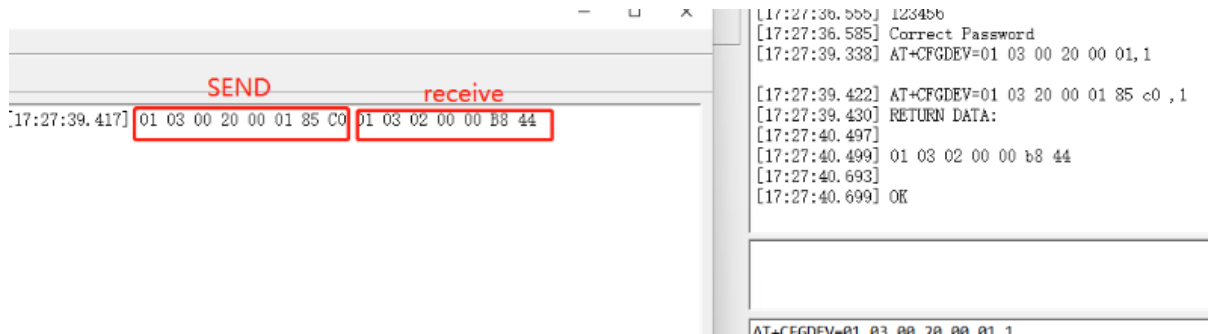 SEND
receive
[17:27:39.417] 01 03 00 20 00 01 85 C0 01 03 02 00 00 B8 44
[17:27:36.555] 123456
[17:27:36.585] Correct Password
[17:27:39.338] AT+CFGDEV=01 03 00 20 00 01,1
[17:27:39.422] AT+CFGDEV=01 03 20 00 01 85 c0 ,1
[17:27:39.430] RETURN DATA:
[17:27:40.497]
[17:27:40.499] 01 03 02 00 00 b8 44
[17:27:40.693]
[17:27:40.699] OK
AT+CFGDEV=01 03 00 20 00 01,1